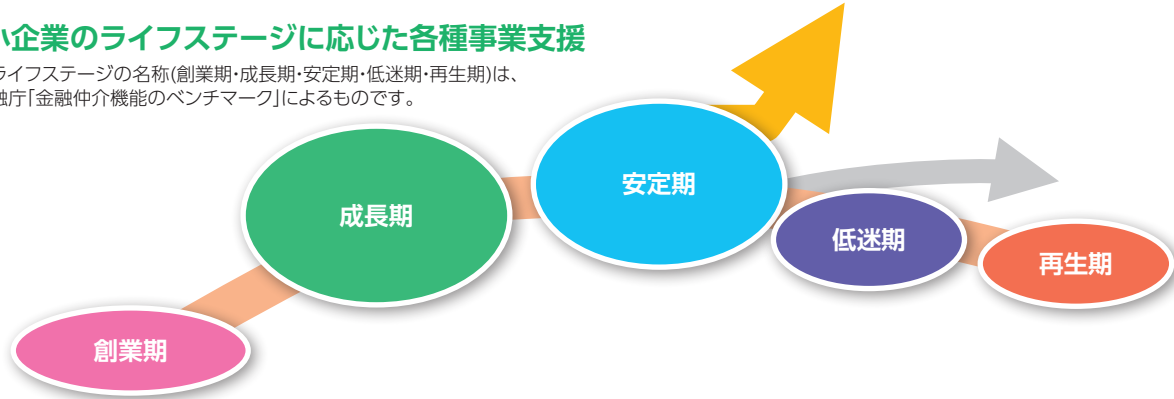 企業のライフステージに応じた各種事業支援
ライフステージの名称(創業期・成長期・安定期・低迷期・再生期)は、
融庁「金融仲介機能のベンチマーク」によるものです。
安定期
成長期
低迷期
再生期
創業期